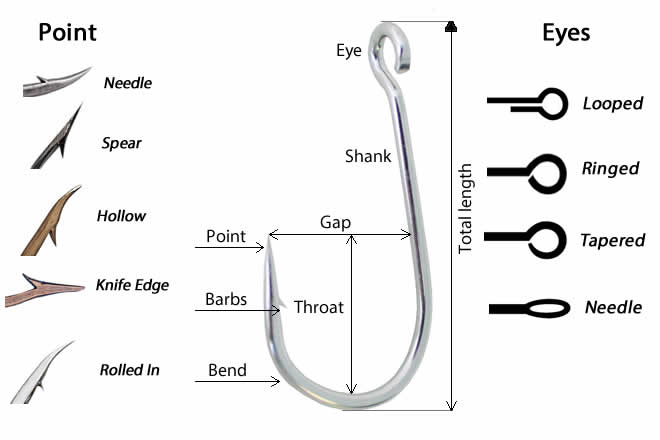 Point
Needle
Spear
Hollow
Knife Edge
Rolled In
Eye
Shank
Gap
Point
Barbs
Throat
Bend
Total length
Eyes
Looped
Ringed
Tapered
Needle